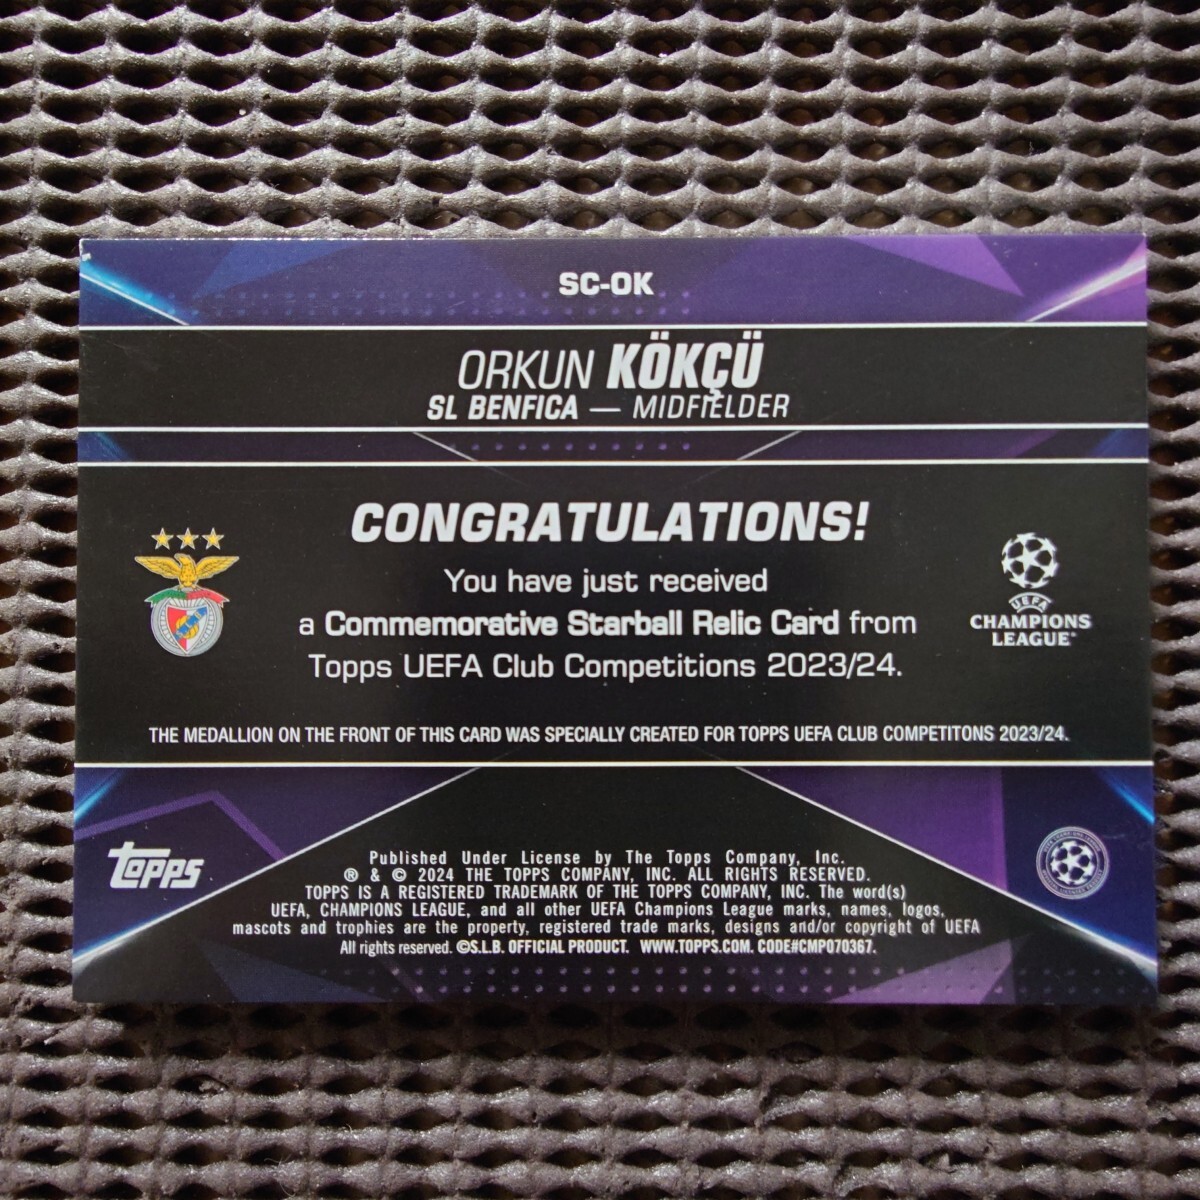 SC-OK
ORKUN KÖKÇÜ
SL BENFICA — MIDFIELDER
CONGRATULATIONS!
You have just received
a Commemorative Starball Relic Card from
Topps UEFA Club Competitions 2023/24.
UEFA
CHAMPIONS
LEAGUE®
THE MEDALLION ON THE FRONT OF THIS CARD WAS SPECIALLY CREATED FOR TOPPS UEFA CLUB COMPETITONS 2023/24.
topps
Published Under License by The Topps Company, Inc.
® & © 2024 THE TOPPS COMPANY, INC. ALL RIGHTS RESERVED.
TOPPS IS A REGISTERED TRADEMARK OF THE TOPPS COMPANY, INC. The word(s)
UEFA, CHAMPIONS LEAGUE, and all other UEFA Champions League marks, names, logos,
mascots and trophies are the property, registered trade marks, designs and/or copyright of UEFA
All rights reserved. ©S.L.B. OFFICIAL PRODUCT. WWW.TOPPS.COM. CODE#CMP070367.